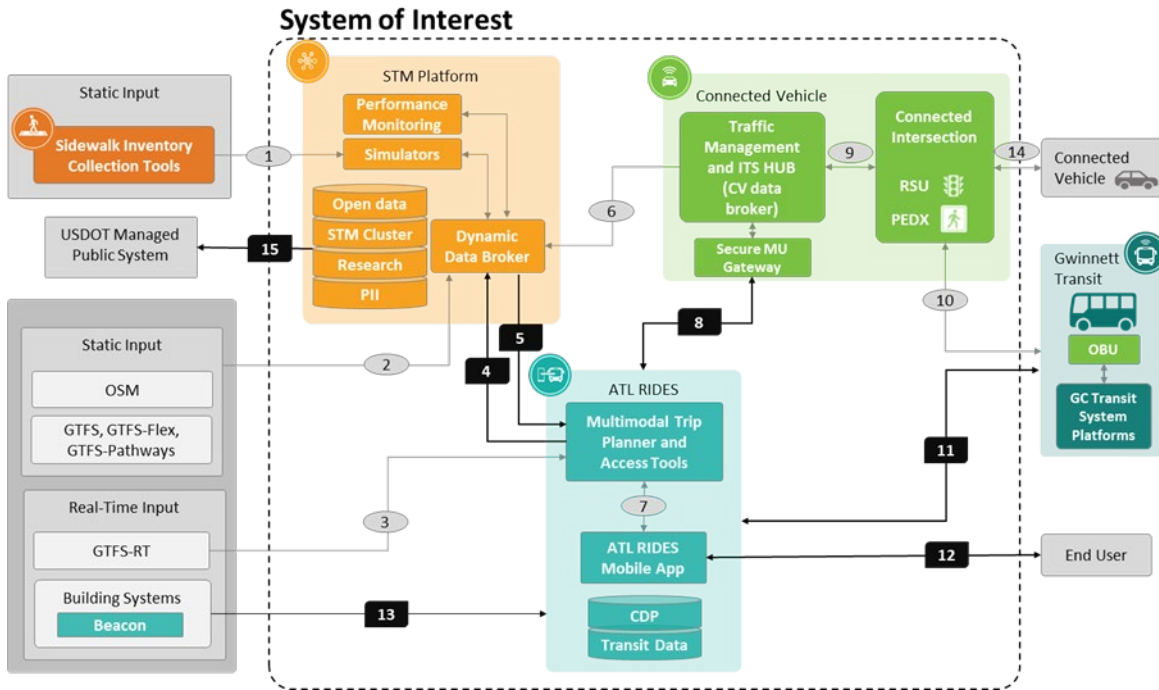 System of Interest
Static Input
Sidewalk Inventory
Collection Tools
1
USDOT Managed
Public System
15
STM Platform
Performance
Monitoring
Simulators
Open data
STM Cluster
Research
PII
Dynamic
Data Broker
6
Connected Vehicle
Traffic
Management
and ITS HUB
(CV data
broker)
Secure MU
Gateway
9
Connected
Intersection
RSU
PEDX
14
Connected
Vehicle
Gwinnett
Transit
OBU
GC Transit
System
Platforms
10
8
5
4
2
Static Input
OSM
GTFS, GTFS-Flex,
GTFS-Pathways
Real-Time Input
GTFS-RT
3
Building Systems
Beacon
13
ATL RIDES
Multimodal Trip
Planner and
Access Tools
7
ATL RIDES
Mobile App
CDP
Transit Data
11
12
End User